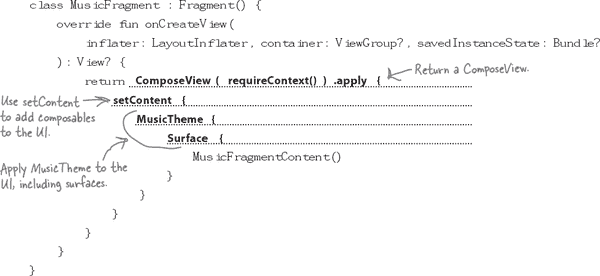 class MusicFragment : Fragment() {
override fun onCreateView(
inflater: LayoutInflater, container: ViewGroup?, savedInstanceState: Bundle?
): View? {
return ComposeView ( requireContext() ) .apply {
Return a ComposeView.
Use setContent to add composables to the UI.
setContent {
MusicTheme {
Surface {
Apply MusicTheme to the UI, including surfaces.
MusicFragmentContent()
}
}
}
}
}
}